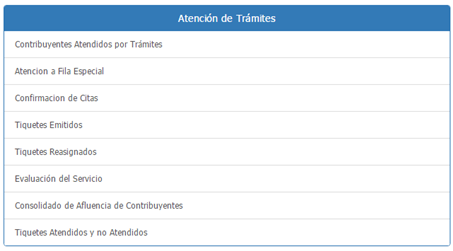 Atención de Trámites
Contribuyentes Atendidos por Trámites
Atencion a Fila Especial
Confirmacion de Citas
Tiquetes Emitidos
Tiquetes Reasignados
Evaluación del Servicio
Consolidado de Afluencia de Contribuyentes
Tiquetes Atendidos y no Atendidos